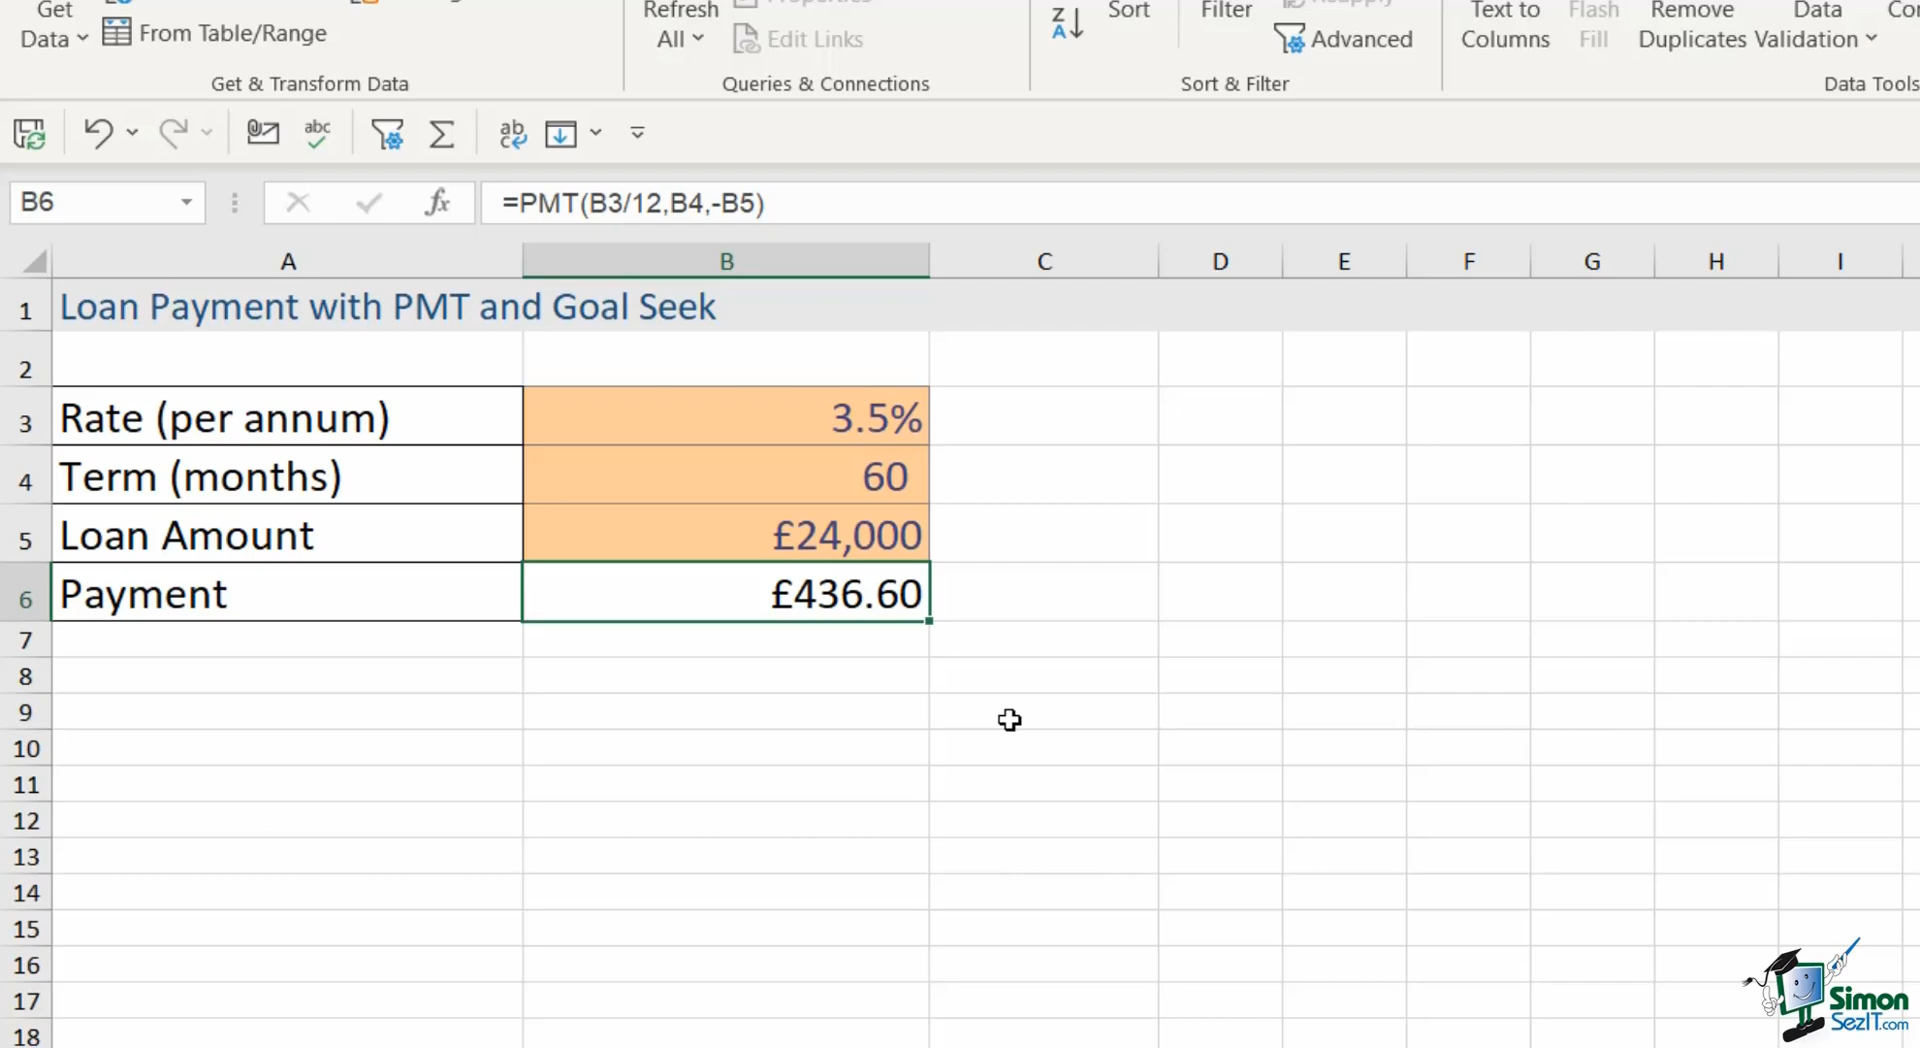 Get
Data
From Table/Range
Get & Transform Data
Refresh
All
Edit Links
Queries & Connections
Z
A
Sort
Filter
Reapply
Advanced
Sort & Filter
Text to
Columns
Flash
Fill
Remove
Duplicates
Data
Validation
Data Tools
abc
ab
c
B6
fx
=PMT(B3/12,B4,-B5)
A B C D E F G H I
1 Loan Payment with PMT and Goal Seek
2
3 Rate (per annum) 3.5%
4 Term (months) 60
5 Loan Amount £24,000
6 Payment £436.60
7
8
9
10
11
12
13
14
15
16
17
18
Simon
SezIT.com